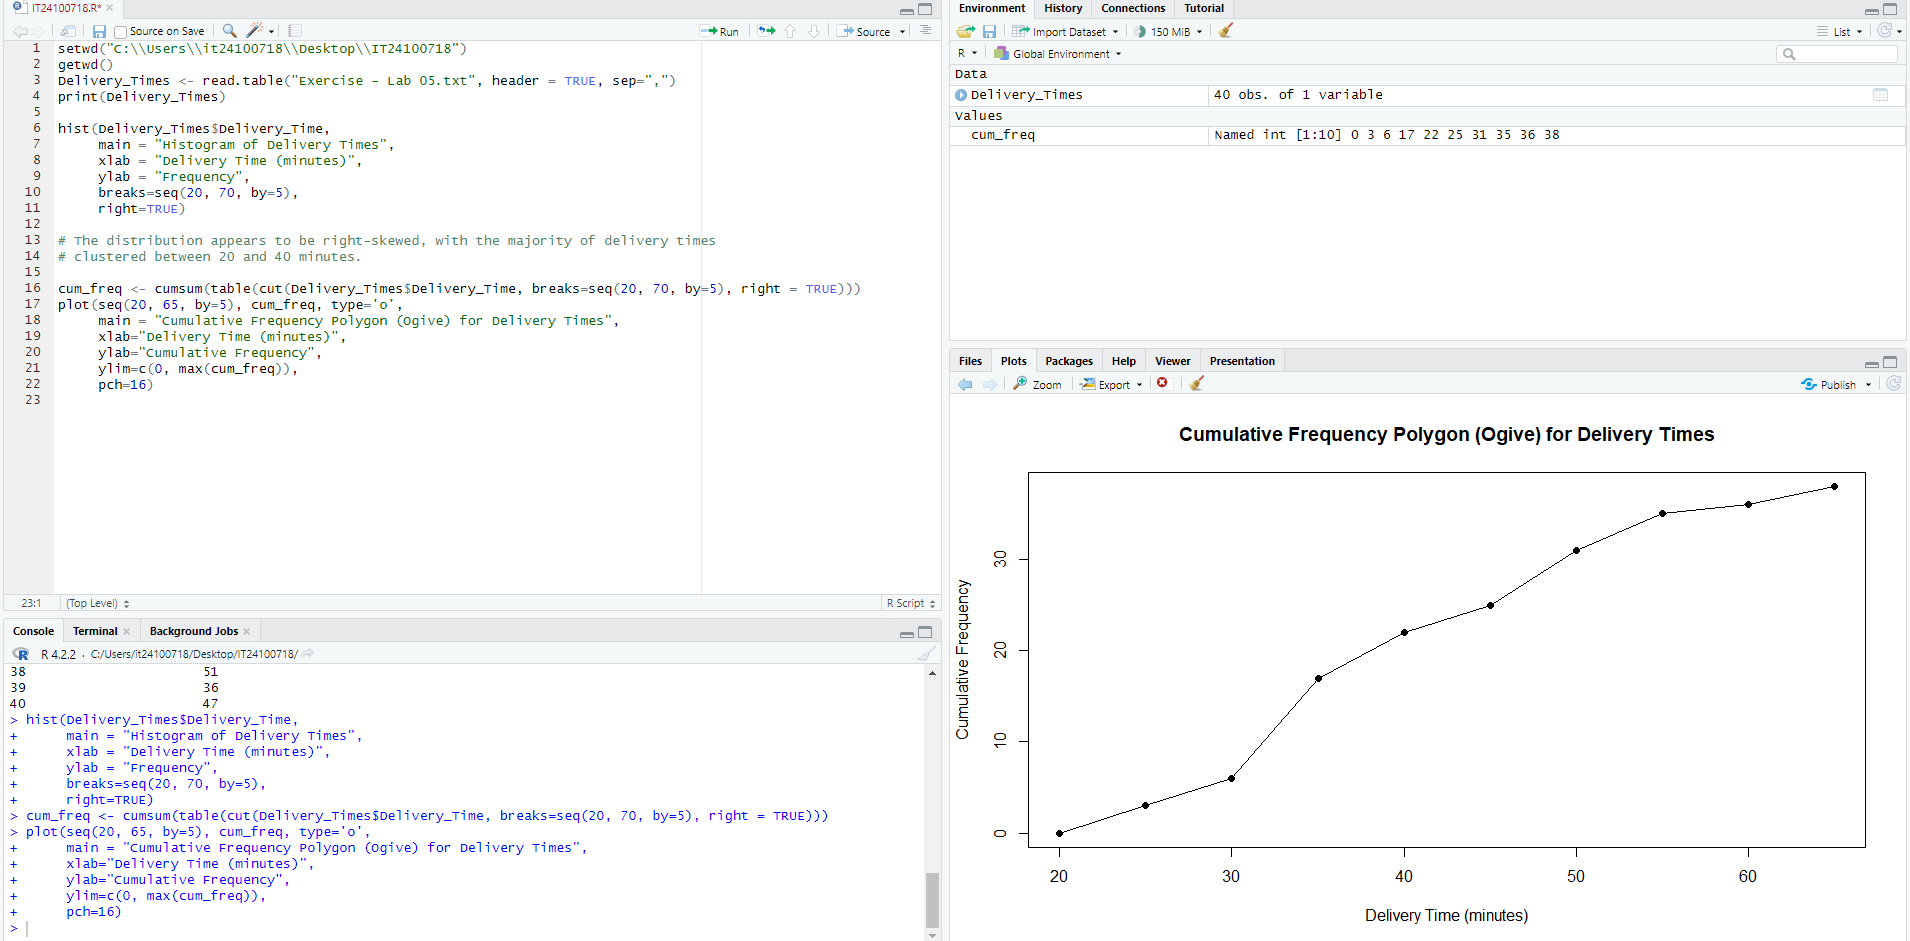 IT24100718.R*
Source on Save
Run
Source
1 setwd("C:\\Users\\it24100718\\Desktop\\IT24100718")
2 getwd()
3 Delivery_Times <- read.table("Exercise - Lab 05.txt", header = TRUE, sep=",")
4 print(Delivery_Times)
5
6 hist(Delivery_Times$Delivery_Time,
7      main = "Histogram of Delivery Times",
8      xlab = "Delivery Time (minutes)",
9      ylab = "Frequency",
10      breaks=seq(20, 70, by=5),
11      right=TRUE)
12
13 # The distribution appears to be right-skewed, with the majority of delivery times
14 # clustered between 20 and 40 minutes.
15
16 cum_freq <- cumsum(table(cut(Delivery_Times$Delivery_Time, breaks=seq(20, 70, by=5), right = TRUE)))
17 plot(seq(20, 65, by=5), cum_freq, type='o',
18      main = "Cumulative Frequency Polygon (Ogive) for Delivery Times",
19      xlab="Delivery Time (minutes)",
20      ylab="Cumulative Frequency",
21      ylim=c(0, max(cum_freq)),
22      pch=16)
23
23:1 (Top Level) R Script
Console Terminal Background Jobs
R 4.2.2 · C:/Users/it24100718/Desktop/IT24100718/
38 51
39 36
40 47
> hist(Delivery_Times$Delivery_Time,
+      main = "Histogram of Delivery Times",
+      xlab = "Delivery Time (minutes)",
+      ylab = "Frequency",
+      breaks=seq(20, 70, by=5),
+      right=TRUE)
> cum_freq <- cumsum(table(cut(Delivery_Times$Delivery_Time, breaks=seq(20, 70, by=5), right = TRUE)))
> plot(seq(20, 65, by=5), cum_freq, type='o',
+      main = "Cumulative Frequency Polygon (Ogive) for Delivery Times",
+      xlab="Delivery Time (minutes)",
+      ylab="Cumulative Frequency",
+      ylim=c(0, max(cum_freq)),
+      pch=16)
>
Environment History Connections Tutorial
Import Dataset 150 MiB List
R Global Environment
Data
Delivery_Times 40 obs. of 1 variable
Values
cum_freq Named int [1:10] 0 3 6 17 22 25 31 35 36 38
Files Plots Packages Help Viewer Presentation
Zoom Export Publish
Cumulative Frequency Polygon (Ogive) for Delivery Times
Cumulative Frequency
30
20
10
0
20 30 40 50 60
Delivery Time (minutes)